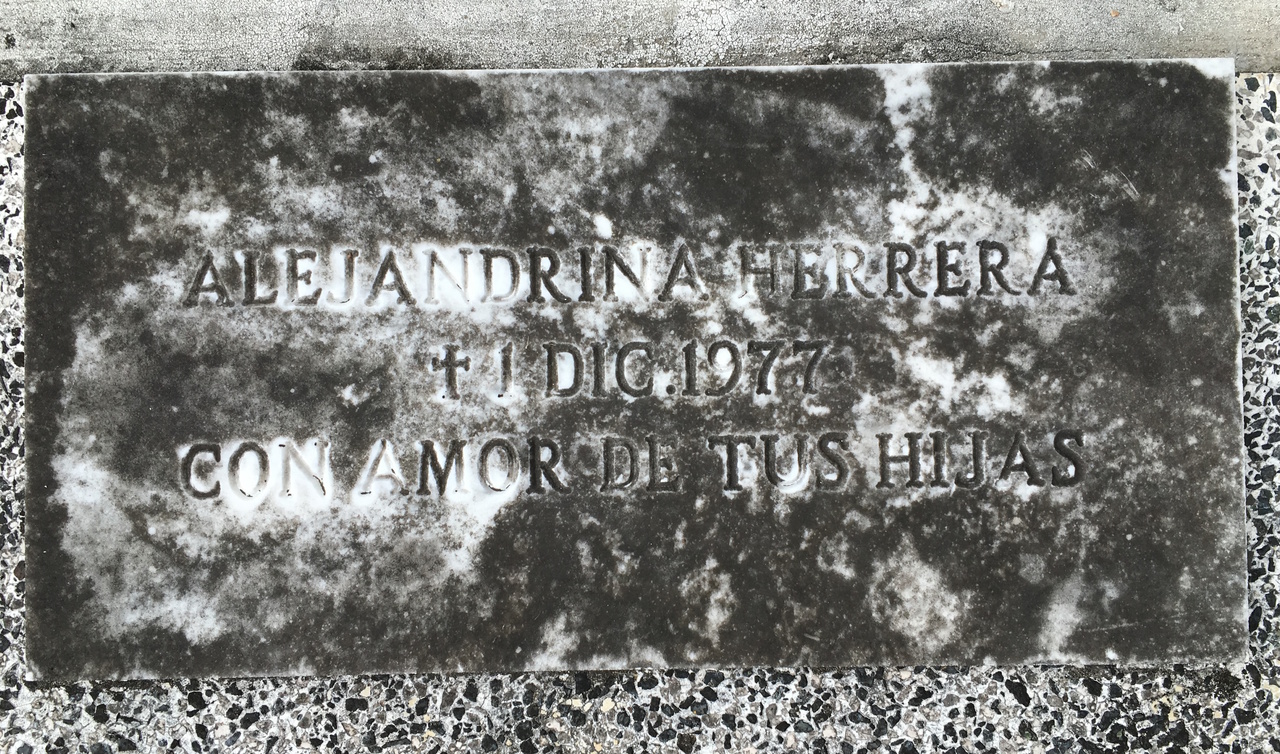 ALEJANDRINA HERRERA
✝ 1 DIC.1977
CON AMOR DE TUS HIJAS